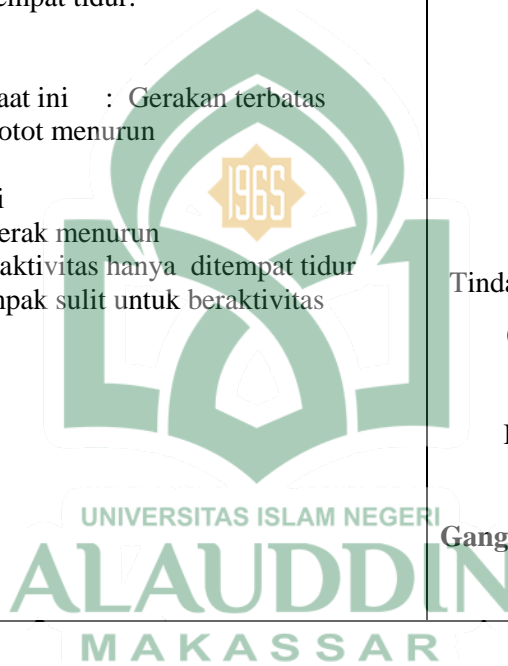 tempat tidur.
aat ini : Gerakan terbatas
otot menurun
i
erak menurun
aktivitas hanya ditempat tidur
mpak sulit untuk beraktivitas
Tinda
Gang
1965
UNIVERSITAS ISLAM NEGERI
ALAUDDIN
MAKASSAR